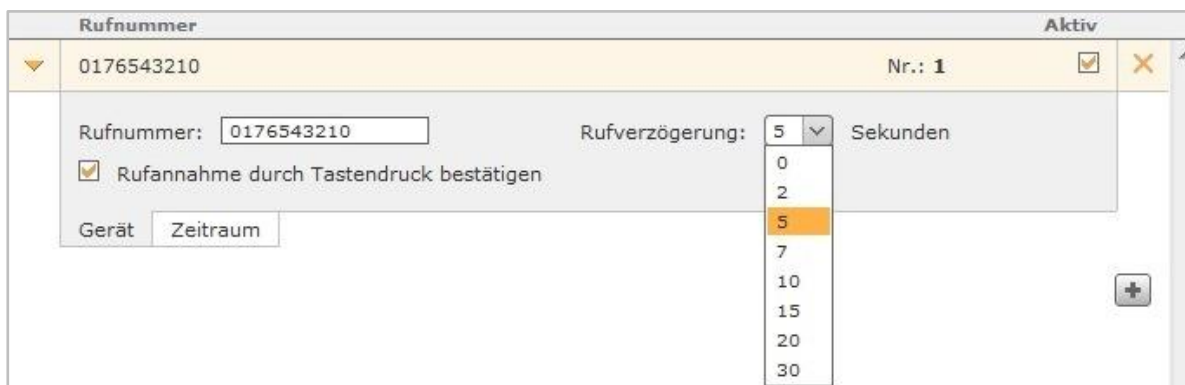 Rufnummer Aktiv
0176543210 Nr.: 1
Rufnummer: 0176543210 Rufverzögerung: 5 Sekunden
Rufannahme durch Tastendruck bestätigen
0
2
5
7
10
15
20
30
Gerät Zeitraum